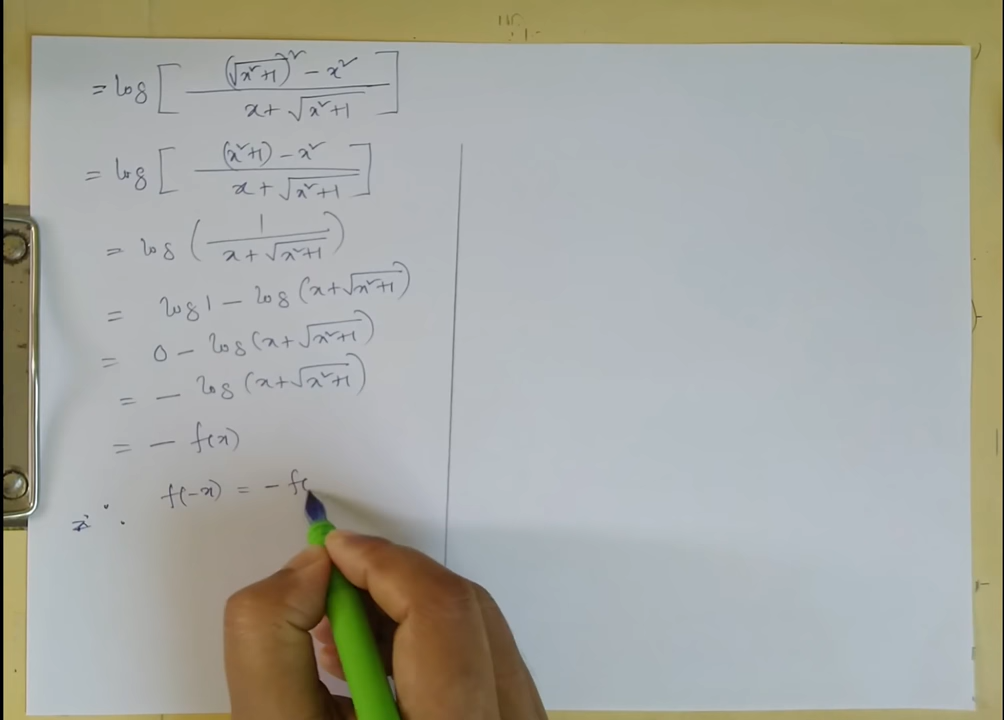 = log [ (√x²+1)² - x² / x + √x²+1 ]
= log [ (x²+1) - x² / x + √x²+1 ]
= log ( 1 / x + √x²+1 )
= log 1 - log (x+√x²+1)
= 0 - log (x+√x²+1)
= - log (x+√x²+1)
= - f(x)
∴ f(-x) = - f(